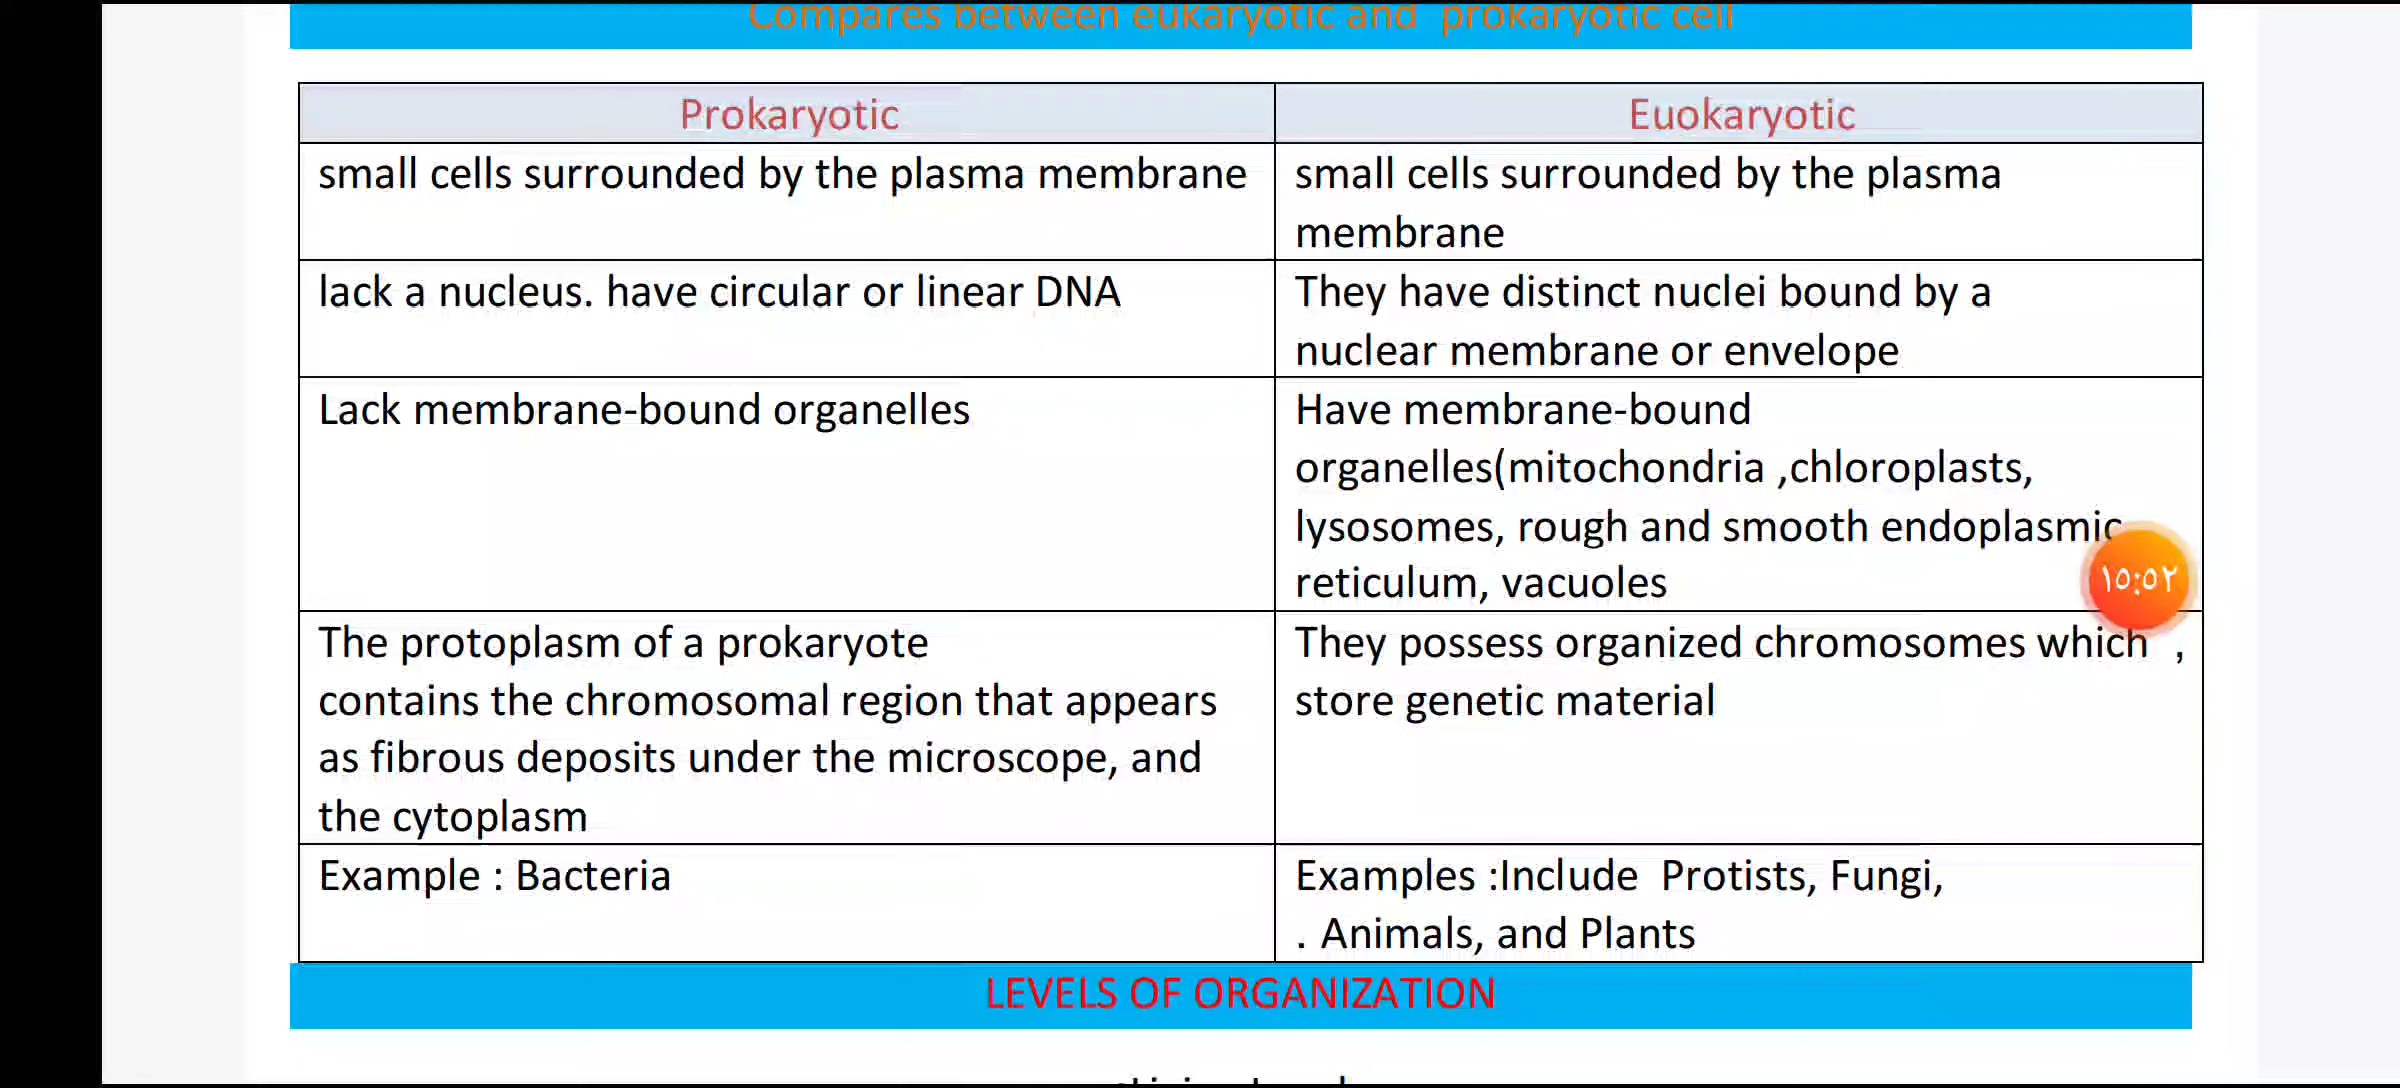 Compares between eukaryotic and prokaryotic cell
Prokaryotic
Euokaryotic
small cells surrounded by the plasma membrane
small cells surrounded by the plasma
membrane
lack a nucleus. have circular or linear DNA
They have distinct nuclei bound by a
nuclear membrane or envelope
Lack membrane-bound organelles
Have membrane-bound
organelles(mitochondria ,chloroplasts,
lysosomes, rough and smooth endoplasmic
reticulum, vacuoles
١٥:٥٢
The protoplasm of a prokaryote
contains the chromosomal region that appears
as fibrous deposits under the microscope, and
the cytoplasm
They possess organized chromosomes which ,
store genetic material
Example : Bacteria
Examples :Include Protists, Fungi,
. Animals, and Plants
LEVELS OF ORGANIZATION